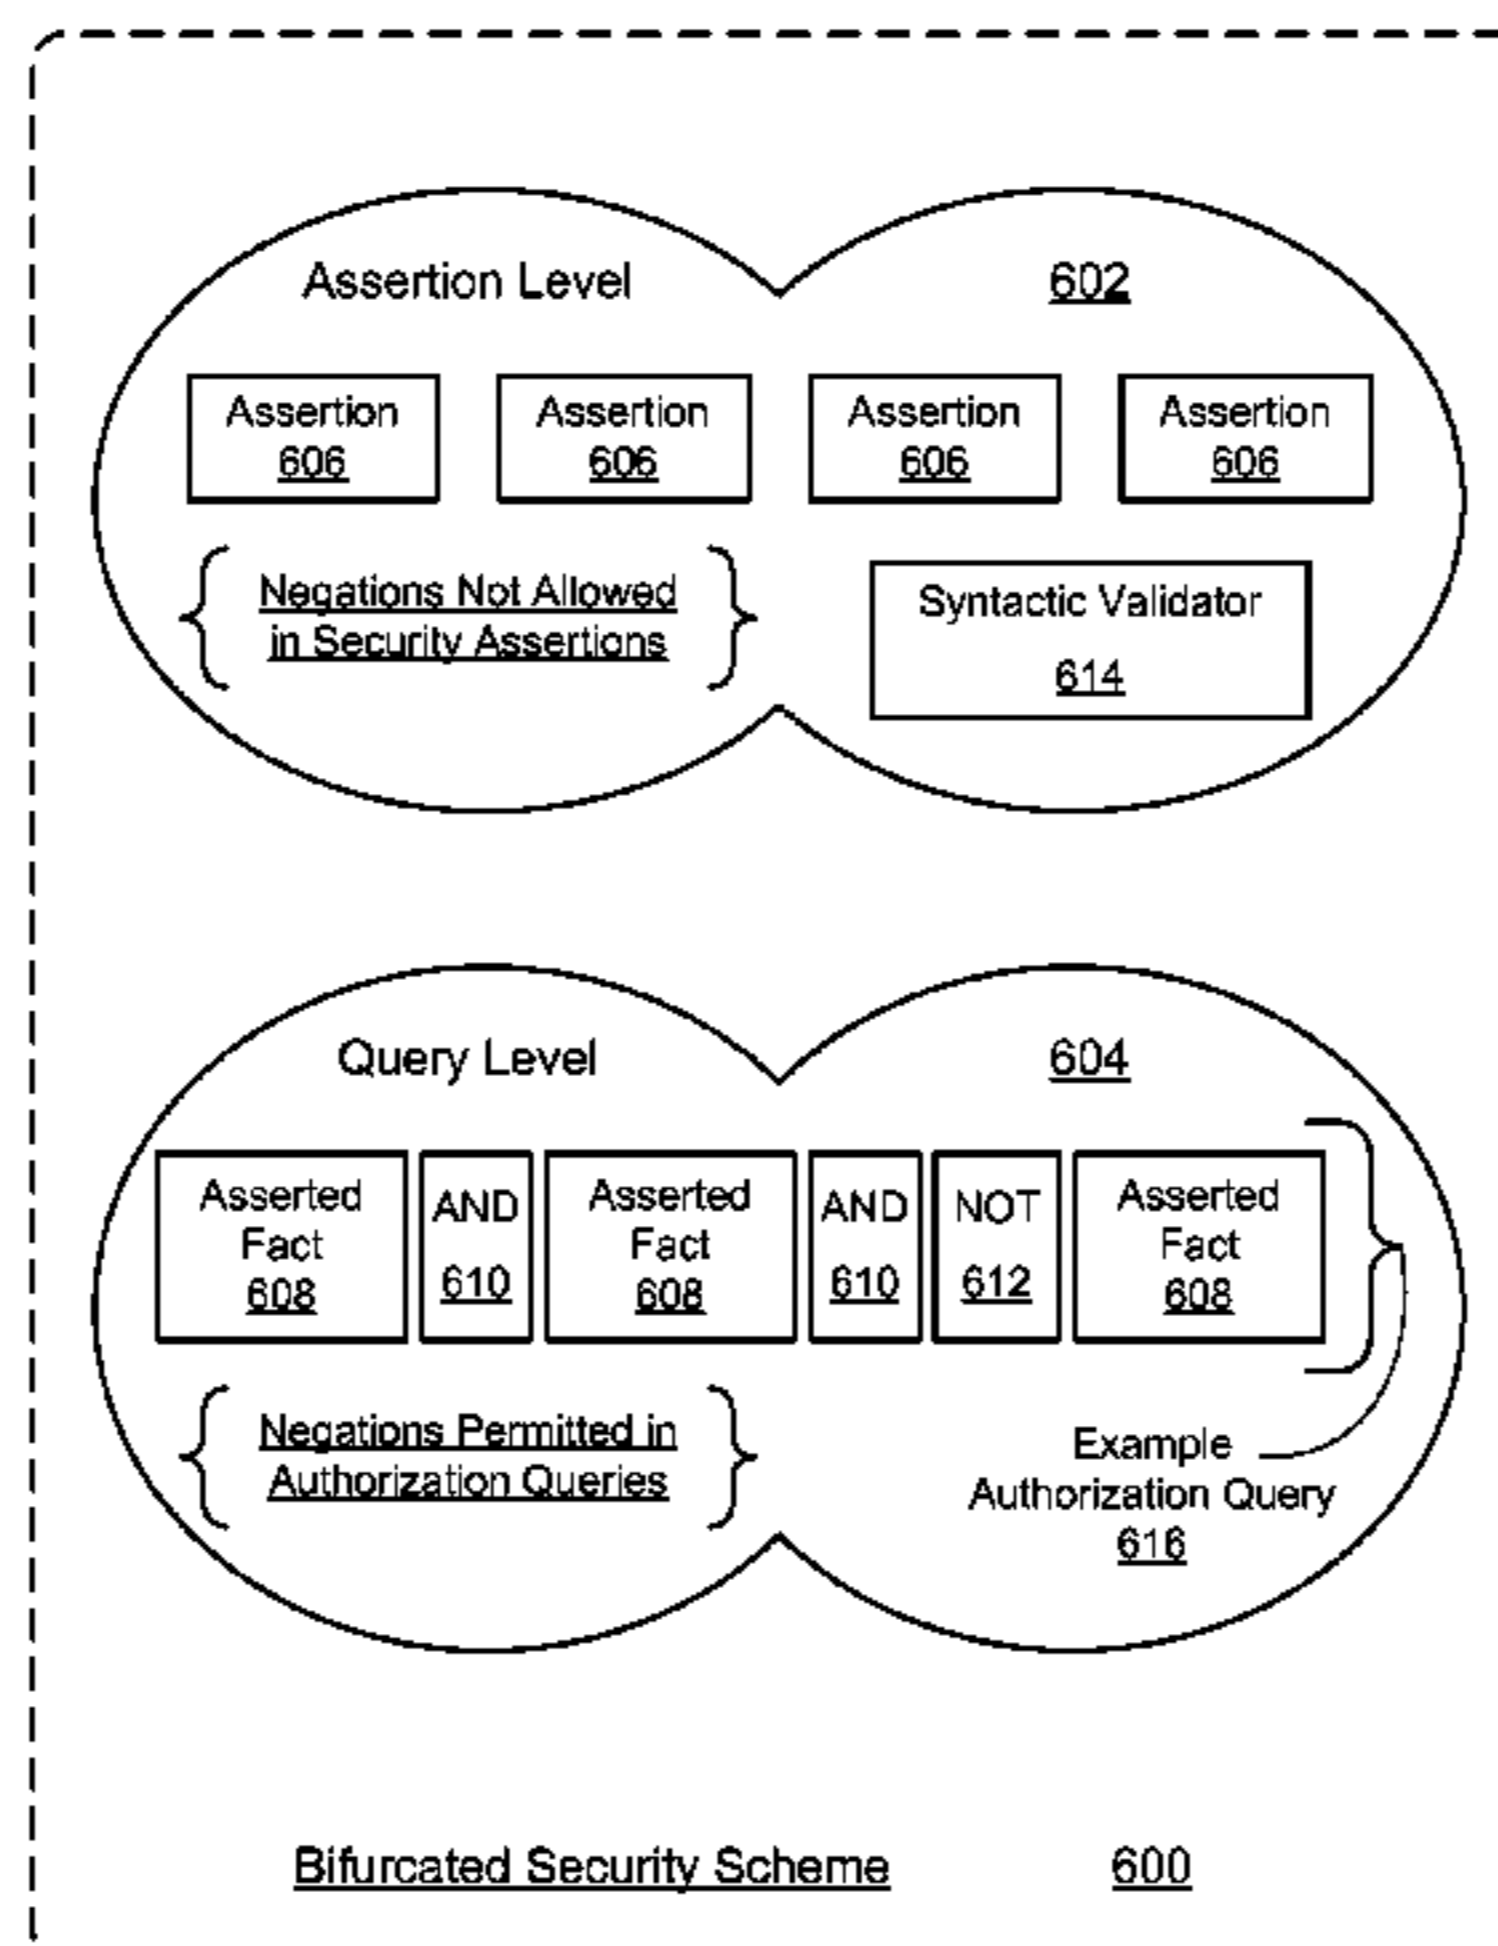 Assertion Level 602
Assertion Assertion Assertion Assertion
606 606 606 606
Negations Not Allowed
in Security Assertions
Syntactic Validator
614
Query Level 604
Asserted
Fact
608
AND
610
Asserted
Fact
608
AND
610
NOT
612
Asserted
Fact
608
Negations Permitted in
Authorization Queries
Example
Authorization Query
616
Bifurcated Security Scheme 600